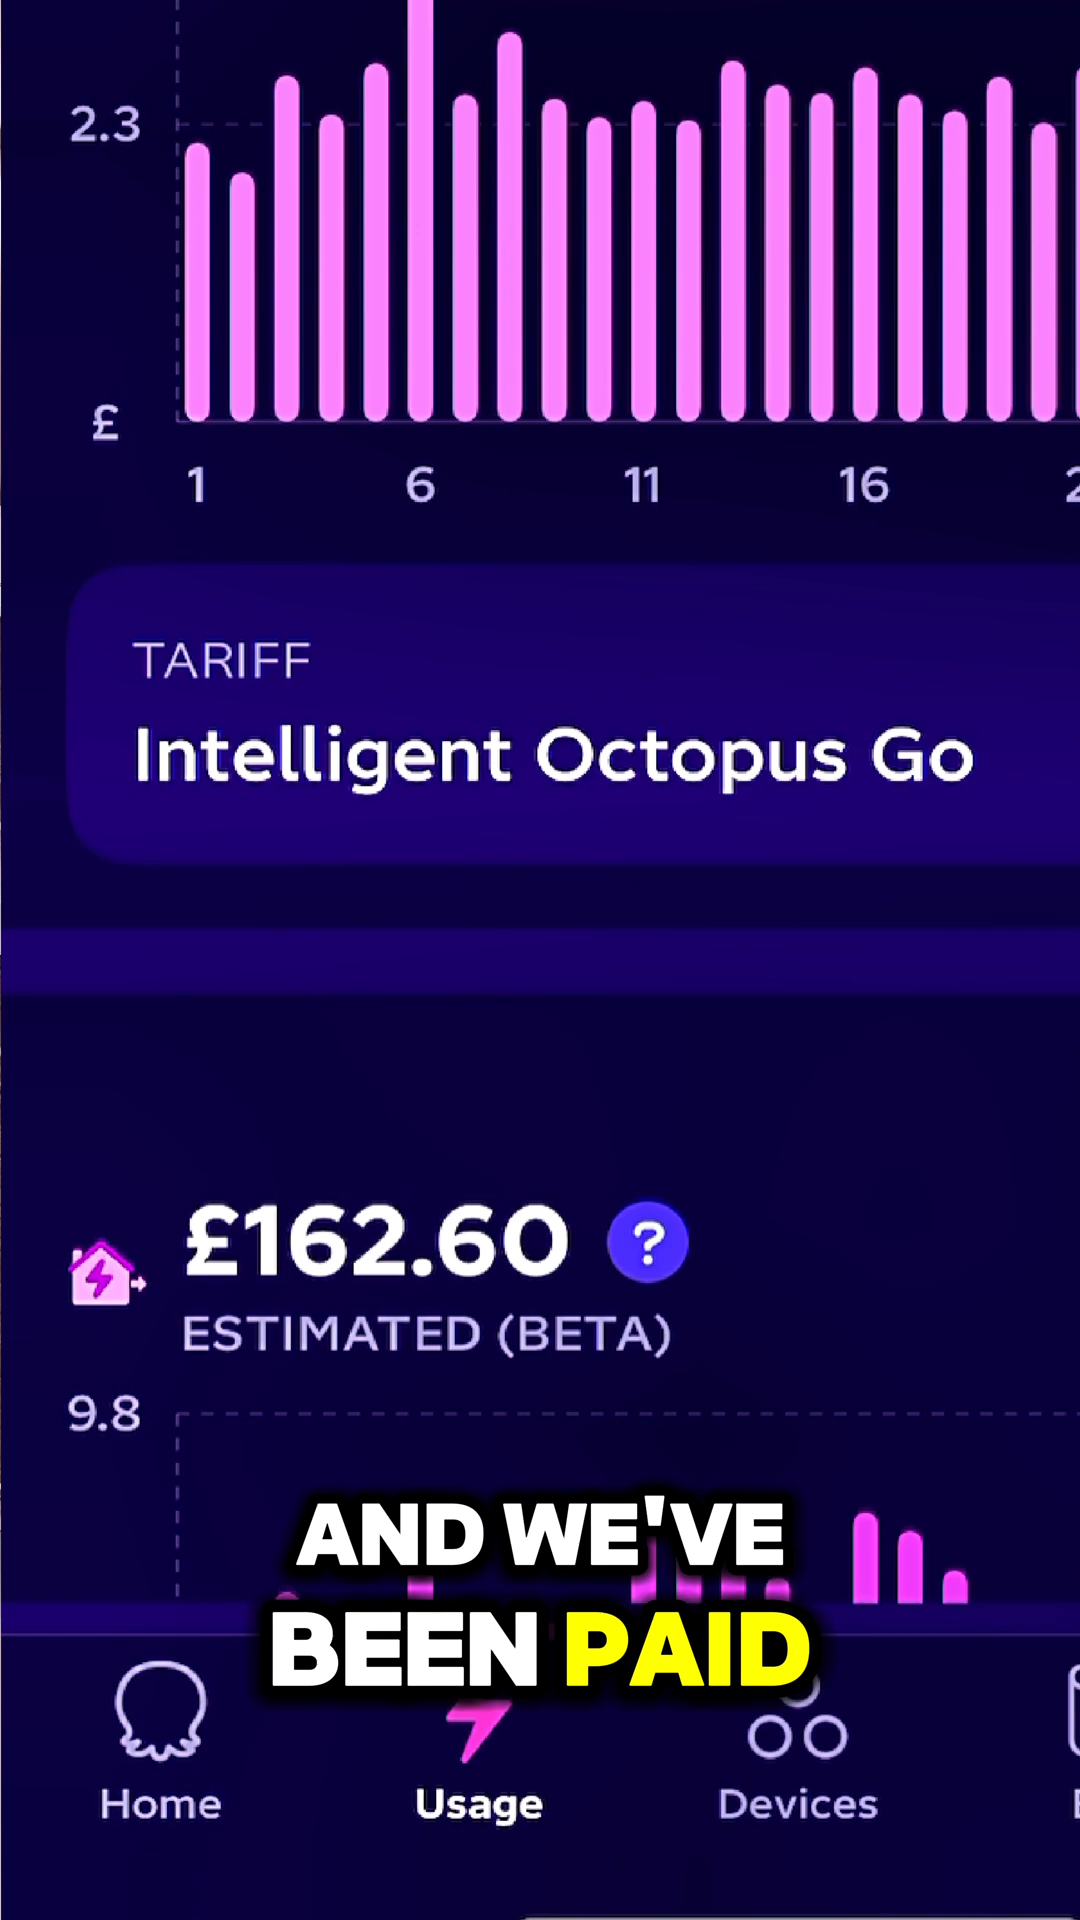 2.3
£
1 6 11 16
TARIFF
Intelligent Octopus Go
£162.60 ?
ESTIMATED (BETA)
9.8
AND WE'VE
BEEN PAID
Home Usage Devices